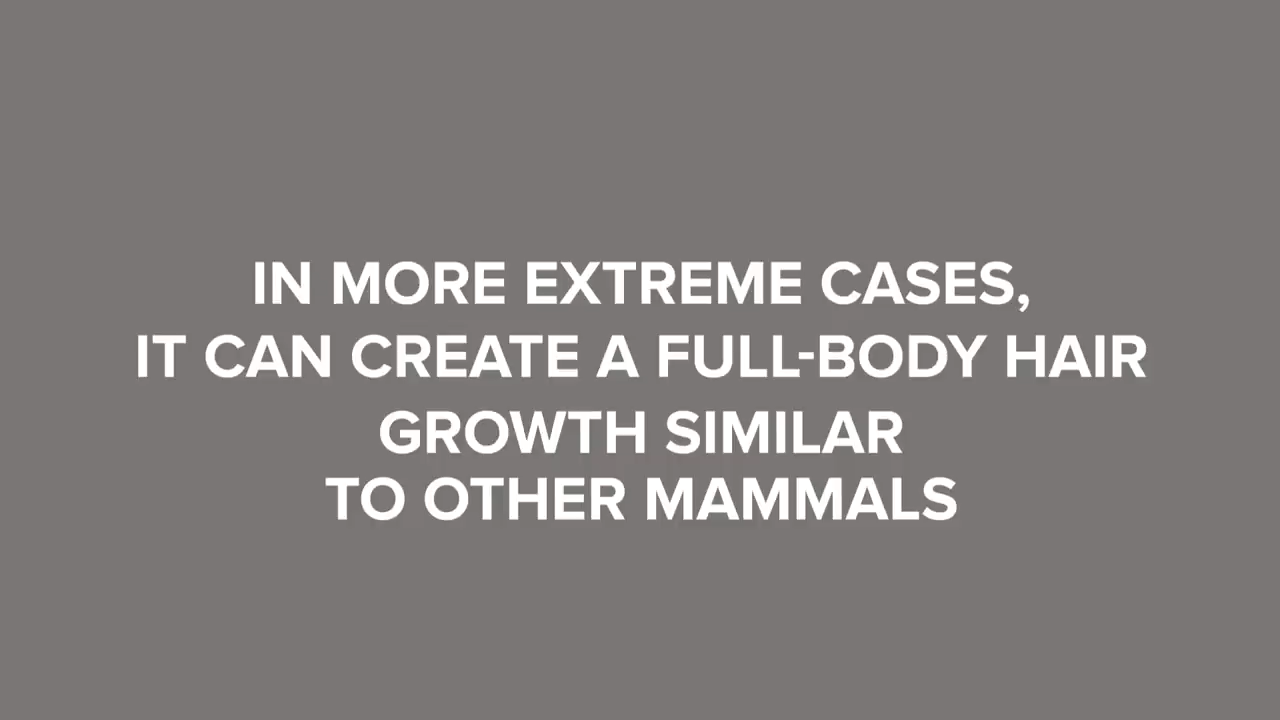 IN MORE EXTREME CASES,
IT CAN CREATE A FULL-BODY HAIR
GROWTH SIMILAR
TO OTHER MAMMALS